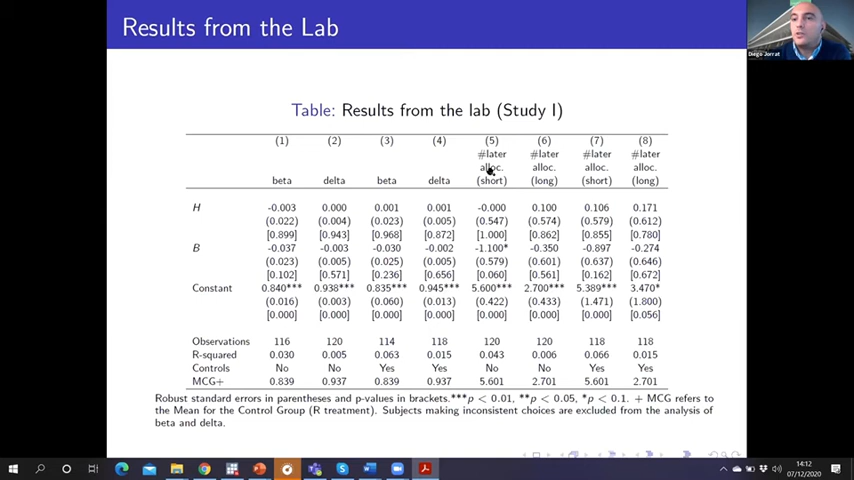 Results from the Lab
Diego Jorrat
Table: Results from the lab (Study I)
(1) (2) (3) (4) (5) (6) (7) (8)
#later #later #later #later
alloc. alloc. alloc. alloc.
beta delta beta delta (short) (long) (short) (long)
H -0.003 0.000 0.001 0.001 -0.000 0.100 0.106 0.171
(0.022) (0.004) (0.023) (0.005) (0.547) (0.574) (0.579) (0.612)
[0.899] [0.943] [0.968] [0.872] [1.000] [0.862] [0.855] [0.780]
B -0.037 -0.003 -0.030 -0.002 -1.100* -0.350 -0.897 -0.274
(0.023) (0.005) (0.025) (0.005) (0.579) (0.601) (0.637) (0.646)
[0.102] [0.571] [0.236] [0.656] [0.060] [0.561] [0.162] [0.672]
Constant 0.840*** 0.938*** 0.835*** 0.945*** 5.600*** 2.700*** 5.389*** 3.470*
(0.016) (0.003) (0.060) (0.013) (0.422) (0.433) (1.471) (1.800)
[0.000] [0.000] [0.000] [0.000] [0.000] [0.000] [0.000] [0.056]
Observations 116 120 114 118 120 120 118 118
R-squared 0.030 0.005 0.063 0.015 0.043 0.006 0.066 0.015
Controls No No Yes Yes No No Yes Yes
MCG+ 0.839 0.937 0.839 0.937 5.601 2.701 5.601 2.701
Robust standard errors in parentheses and p-values in brackets.***p < 0.01, **p < 0.05, *p < 0.1. + MCG refers to
the Mean for the Control Group (R treatment). Subjects making inconsistent choices are excluded from the analysis of
beta and delta.
14:12
07/12/2020